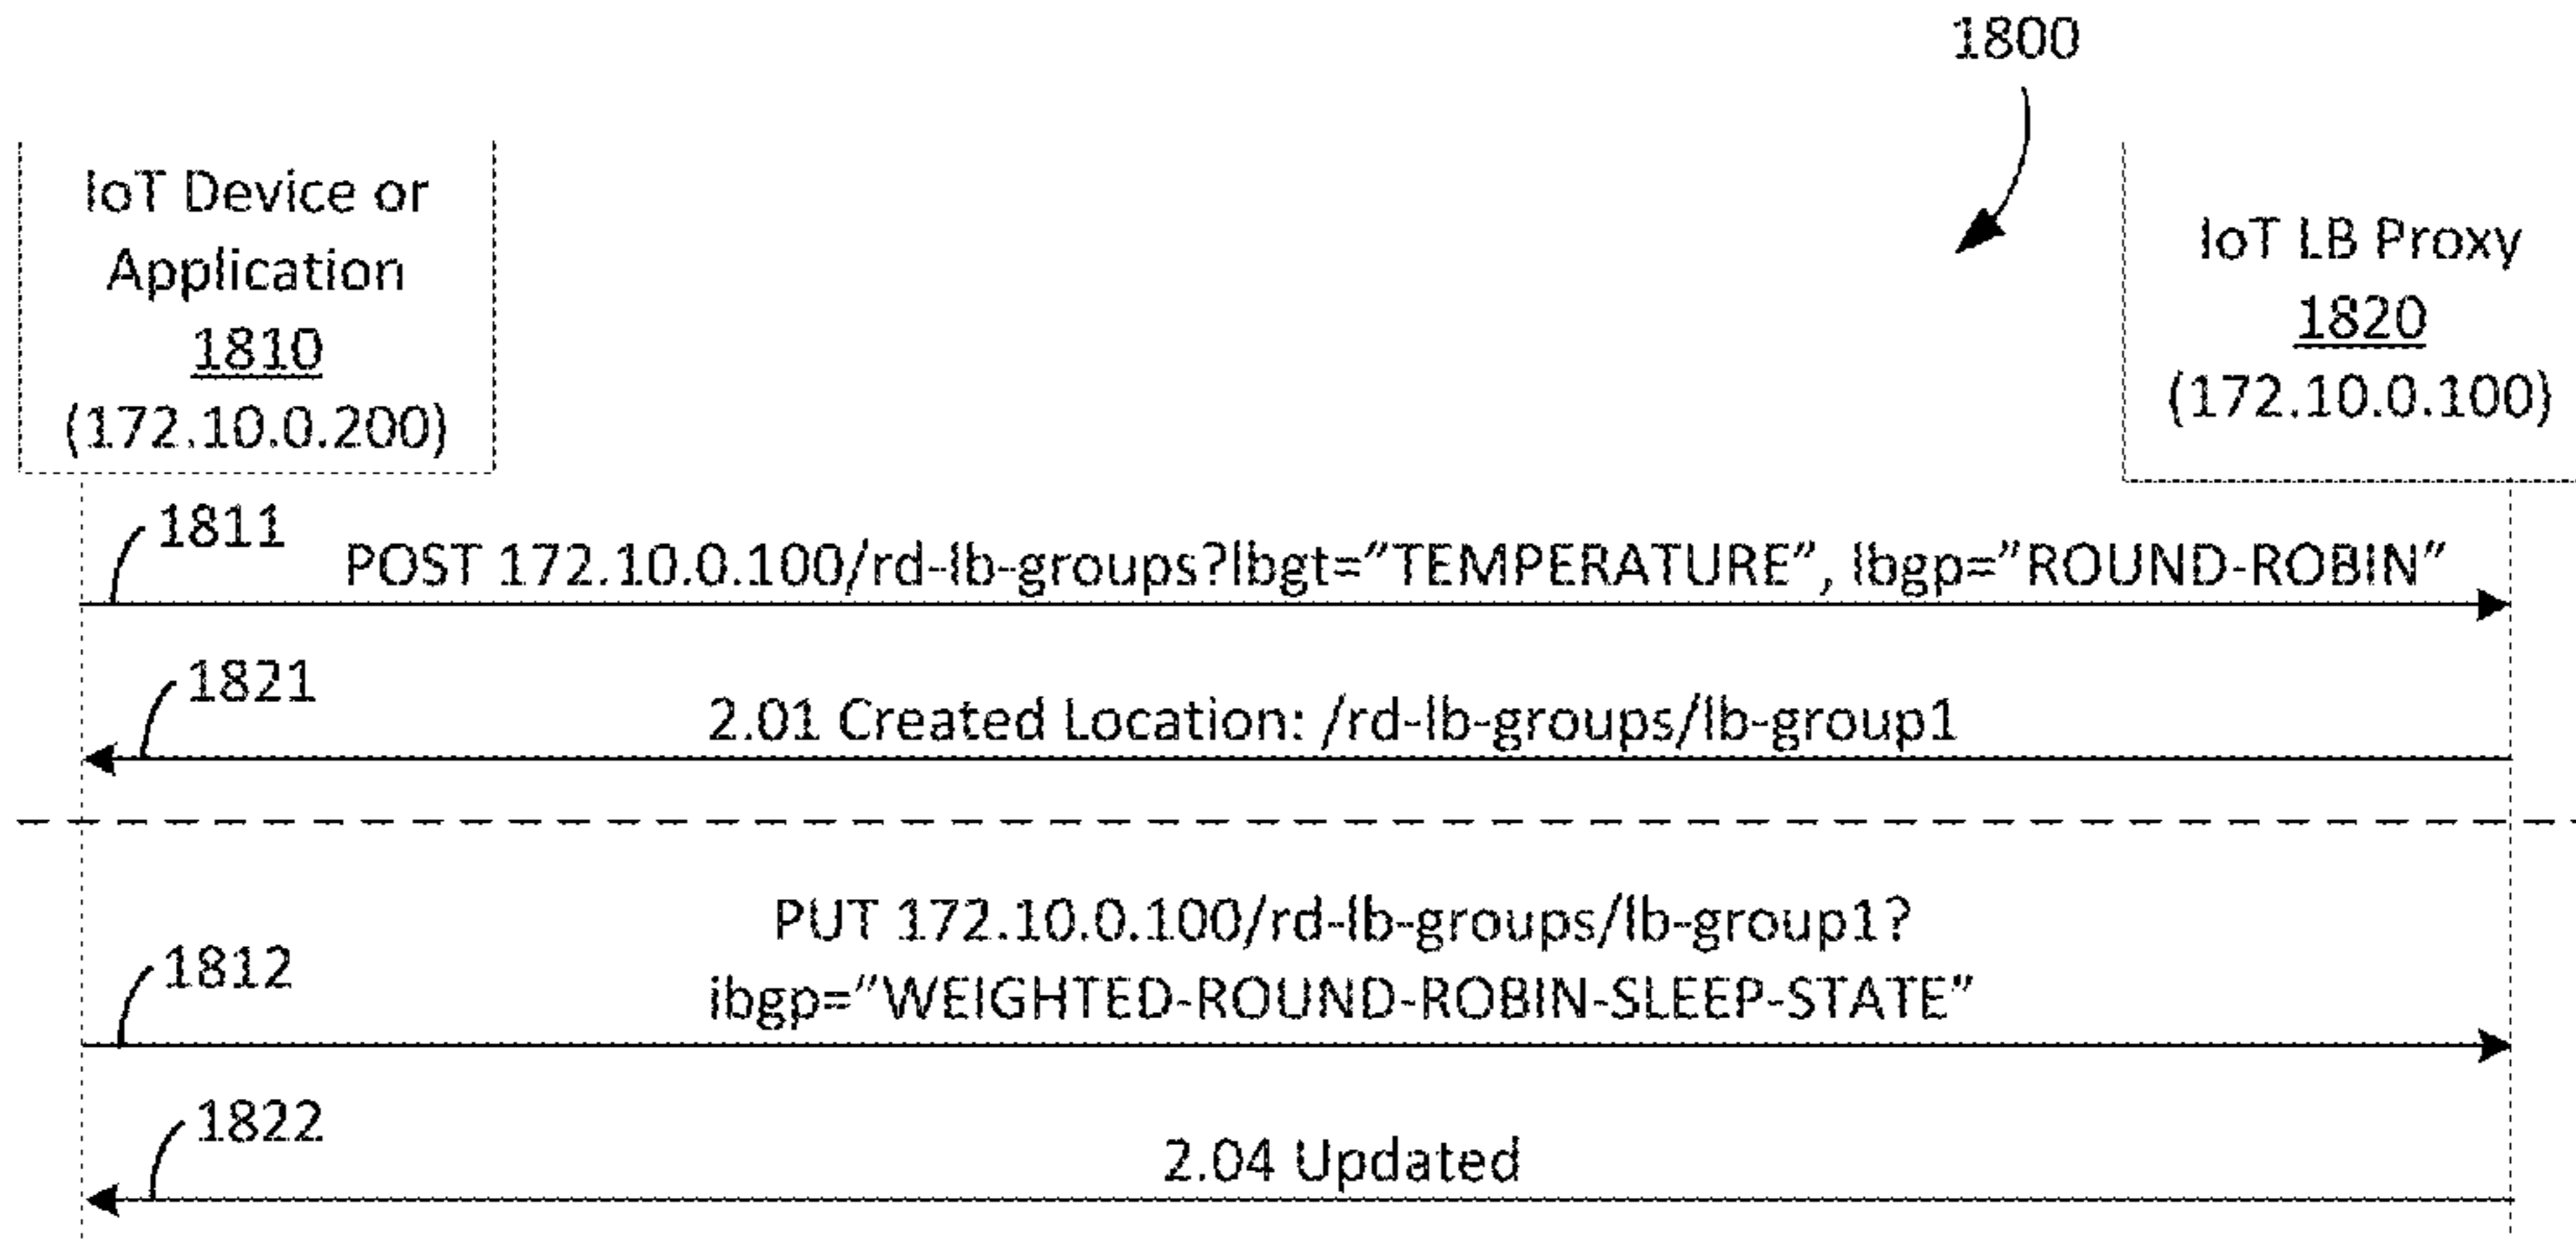 1800
IoT Device or
Application
1810
(172.10.0.200)
IoT LB Proxy
1820
(172.10.0.100)
1811
POST 172.10.0.100/rd-lb-groups?lbgt=”TEMPERATURE”, lbgp=”ROUND-ROBIN”
1821
2.01 Created Location: /rd-lb-groups/lb-group1
PUT 172.10.0.100/rd-lb-groups/lb-group1?
1812
ibgp=”WEIGHTED-ROUND-ROBIN-SLEEP-STATE”
1822
2.04 Updated